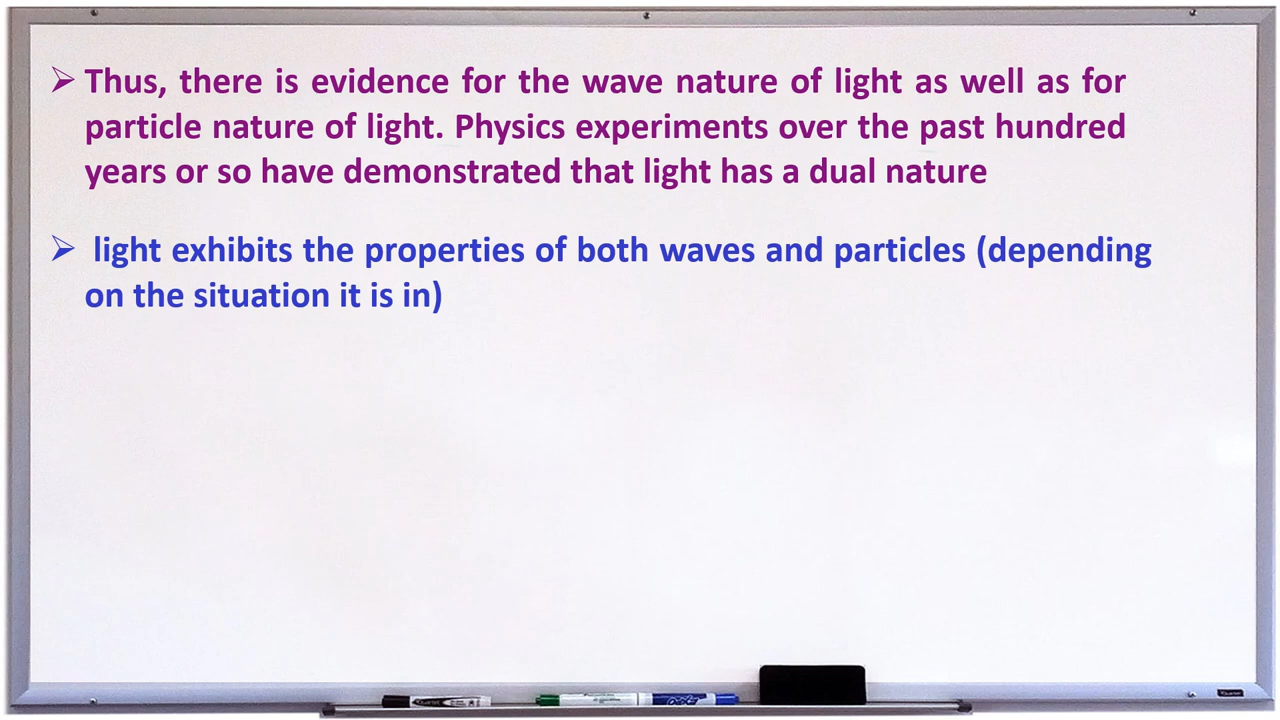 ➢ Thus, there is evidence for the wave nature of light as well as for
particle nature of light. Physics experiments over the past hundred
years or so have demonstrated that light has a dual nature
➢ light exhibits the properties of both waves and particles (depending
on the situation it is in)